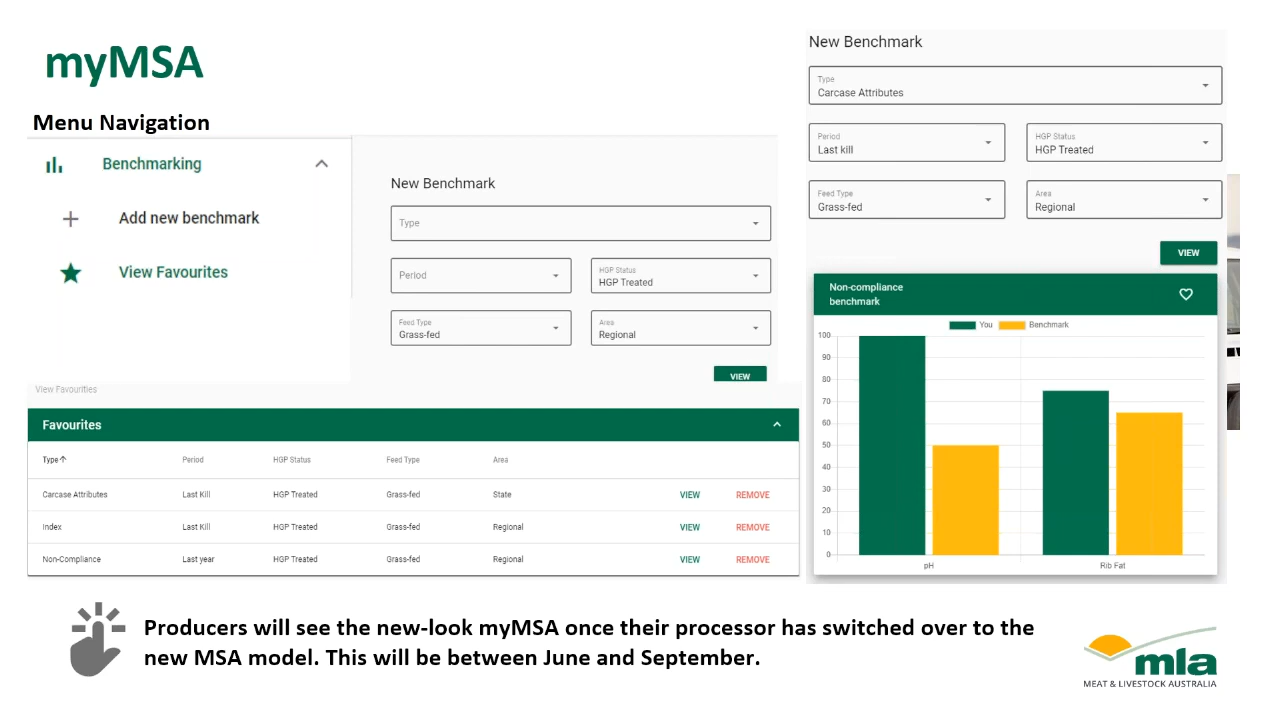 myMSA
Menu Navigation
Benchmarking
Add new benchmark
View Favourites
New Benchmark
Type
Period
HGP Status
HGP Treated
Feed Type
Grass-fed
Area
Regional
VIEW
View Favourities
Favourites
Type Period HGP Status Feed Type Area
Carcase Attributes Last Kill HGP Treated Grass-fed State VIEW REMOVE
Index Last Kill HGP Treated Grass-fed Regional VIEW REMOVE
Non-Compliance Last year HGP Treated Grass-fed Regional VIEW REMOVE
New Benchmark
Type
Carcase Attributes
Period
Last kill
HGP Status
HGP Treated
Feed Type
Grass-fed
Area
Regional
VIEW
Non-compliance
benchmark
You Benchmark
100
90
80
70
60
50
40
30
20
10
0
pH Rib Fat
Producers will see the new-look myMSA once their processor has switched over to the
new MSA model. This will be between June and September.
mla
MEAT & LIVESTOCK AUSTRALIA